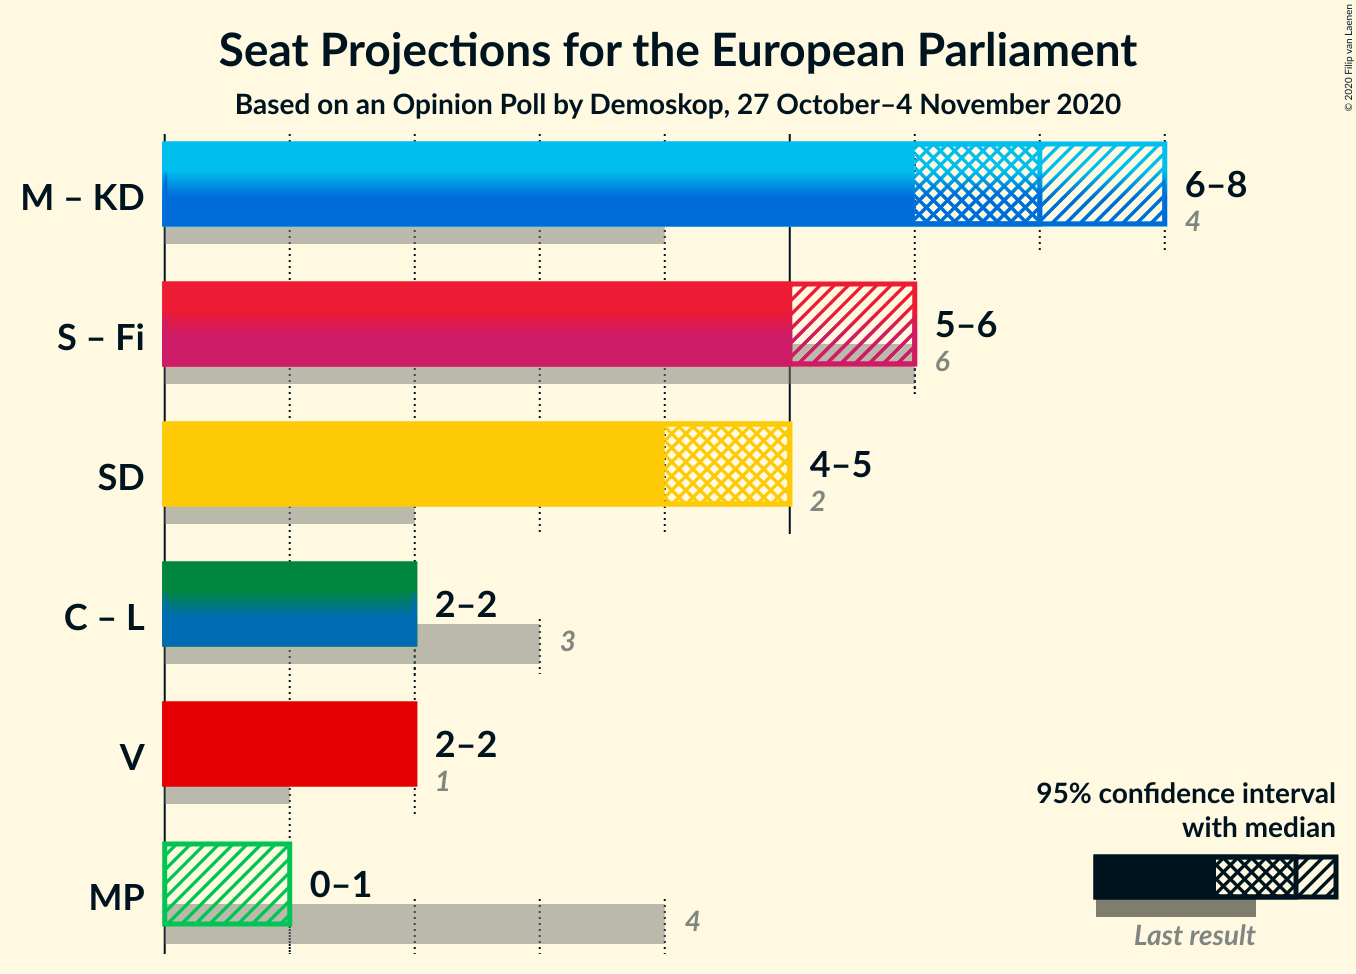 Seat Projections for the European Parliament
Based on an Opinion Poll by Demoskop, 27 October–4 November 2020
© 2020 Filip van Laenen
M – KD
6–8
4
S – Fi
5–6
6
SD
4–5
2
C – L
2–2
3
V
2–2
1
MP
0–1
4
95% confidence interval
with median
Last result